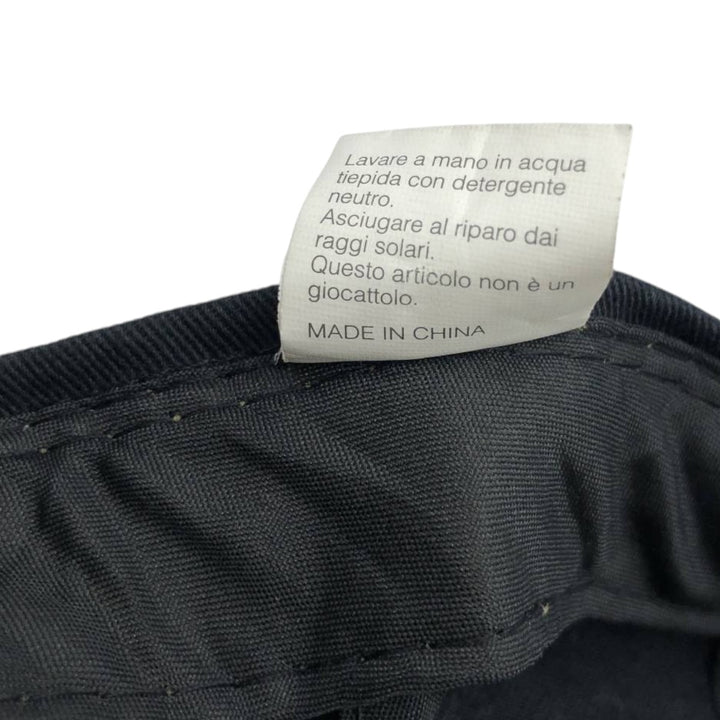 Lavare a mano in acqua
tiepida con detergente
neutro.
Asciugare al riparo dai
raggi solari.
Questo articolo non è un
giocattolo.
MADE IN CHINA